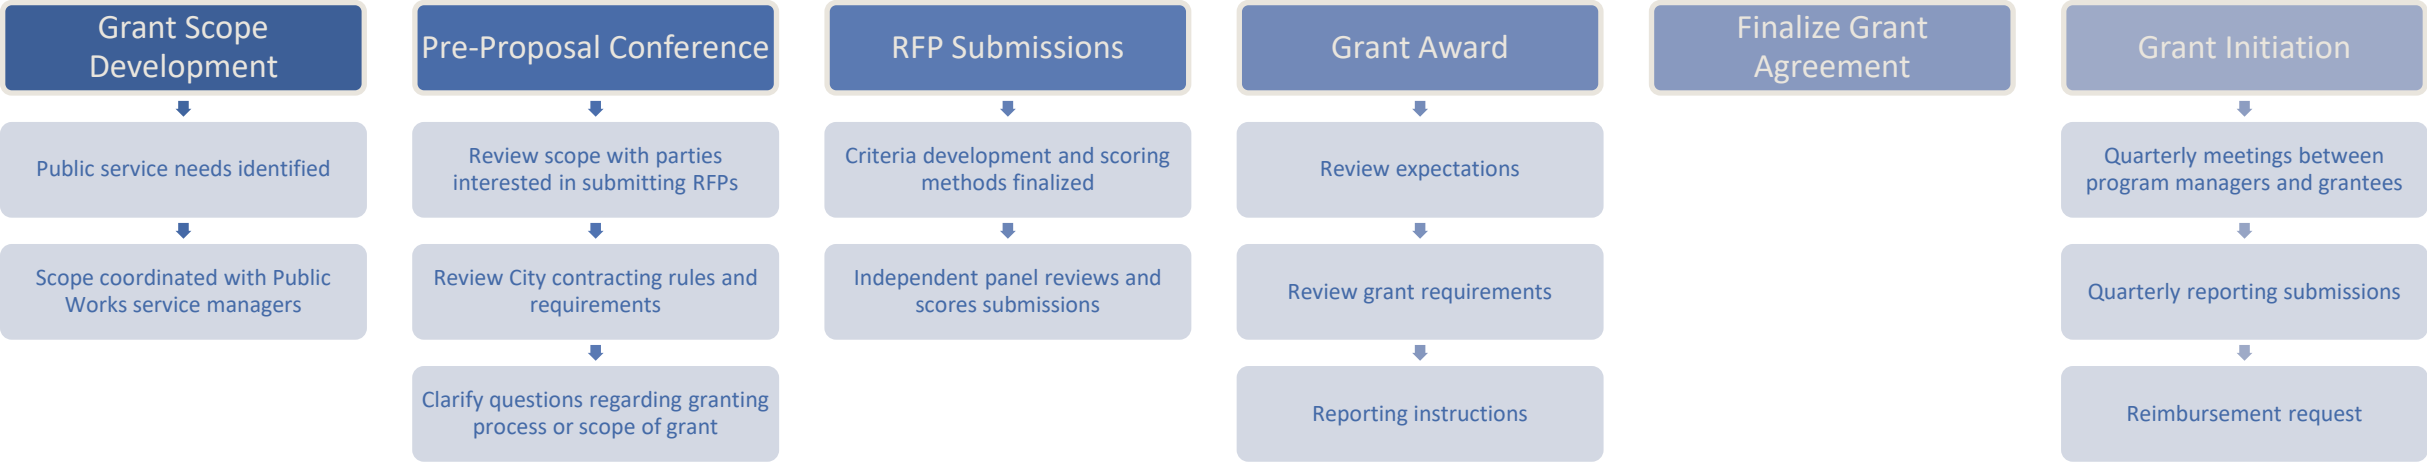 Grant Scope
Development
Public service needs identified
Scope coordinated with Public
Works service managers
Pre-Proposal Conference
Review scope with parties
interested in submitting RFPs
Review City contracting rules and
requirements
Clarify questions regarding granting
process or scope of grant
RFP Submissions
Criteria development and scoring
methods finalized
Independent panel reviews and
scores submissions
Grant Award
Review expectations
Review grant requirements
Reporting instructions
Finalize Grant
Agreement
Grant Initiation
Quarterly meetings between
program managers and grantees
Quarterly reporting submissions
Reimbursement request